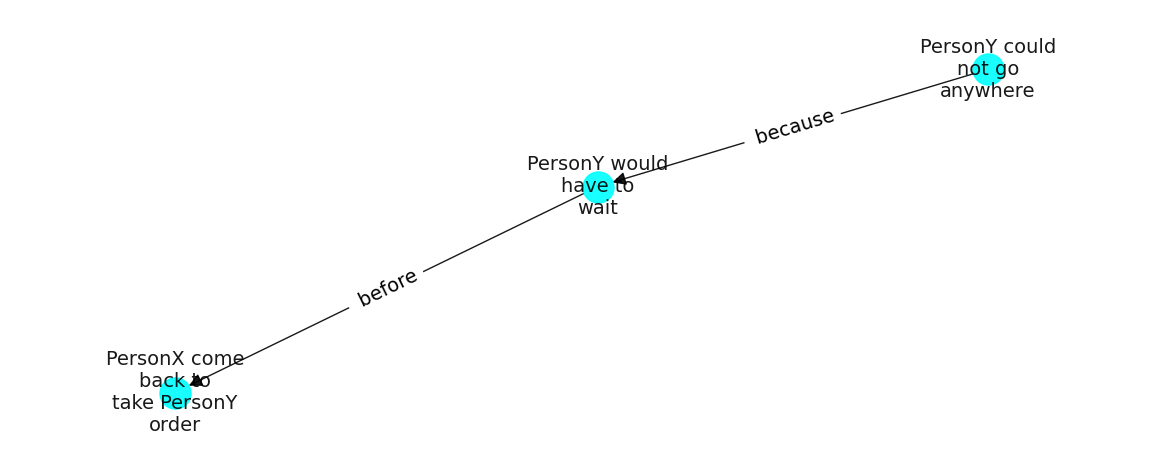 PersonY could
not go
anywhere
because
PersonY would
have to
wait
before
PersonX come
back to
take PersonY
order